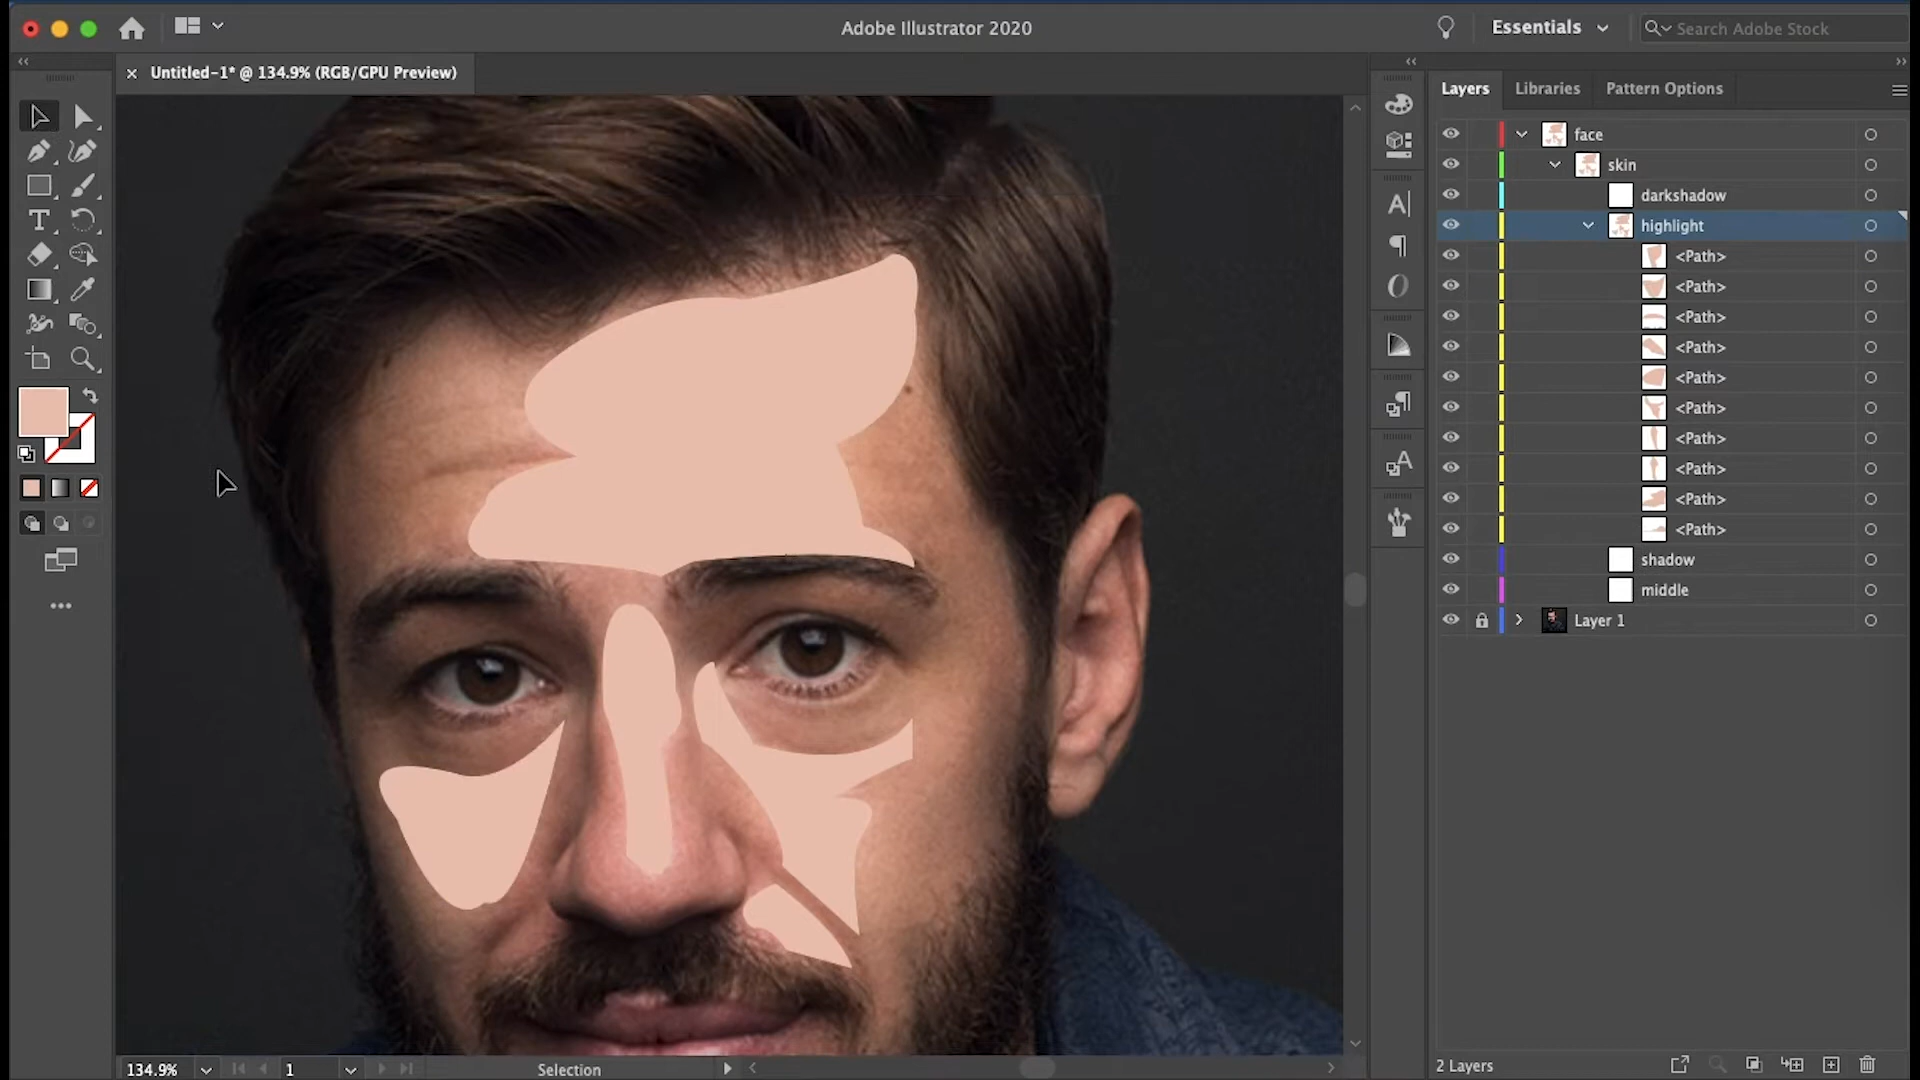 Adobe Illustrator 2020
Essentials
Search Adobe Stock
Untitled-1* @ 134.9% (RGB/GPU Preview)
Layers Libraries Pattern Options
face
skin
darkshadow
highlight
<Path>
<Path>
<Path>
<Path>
<Path>
<Path>
<Path>
<Path>
<Path>
<Path>
shadow
middle
Layer 1
134.9%
1
Selection
2 Layers